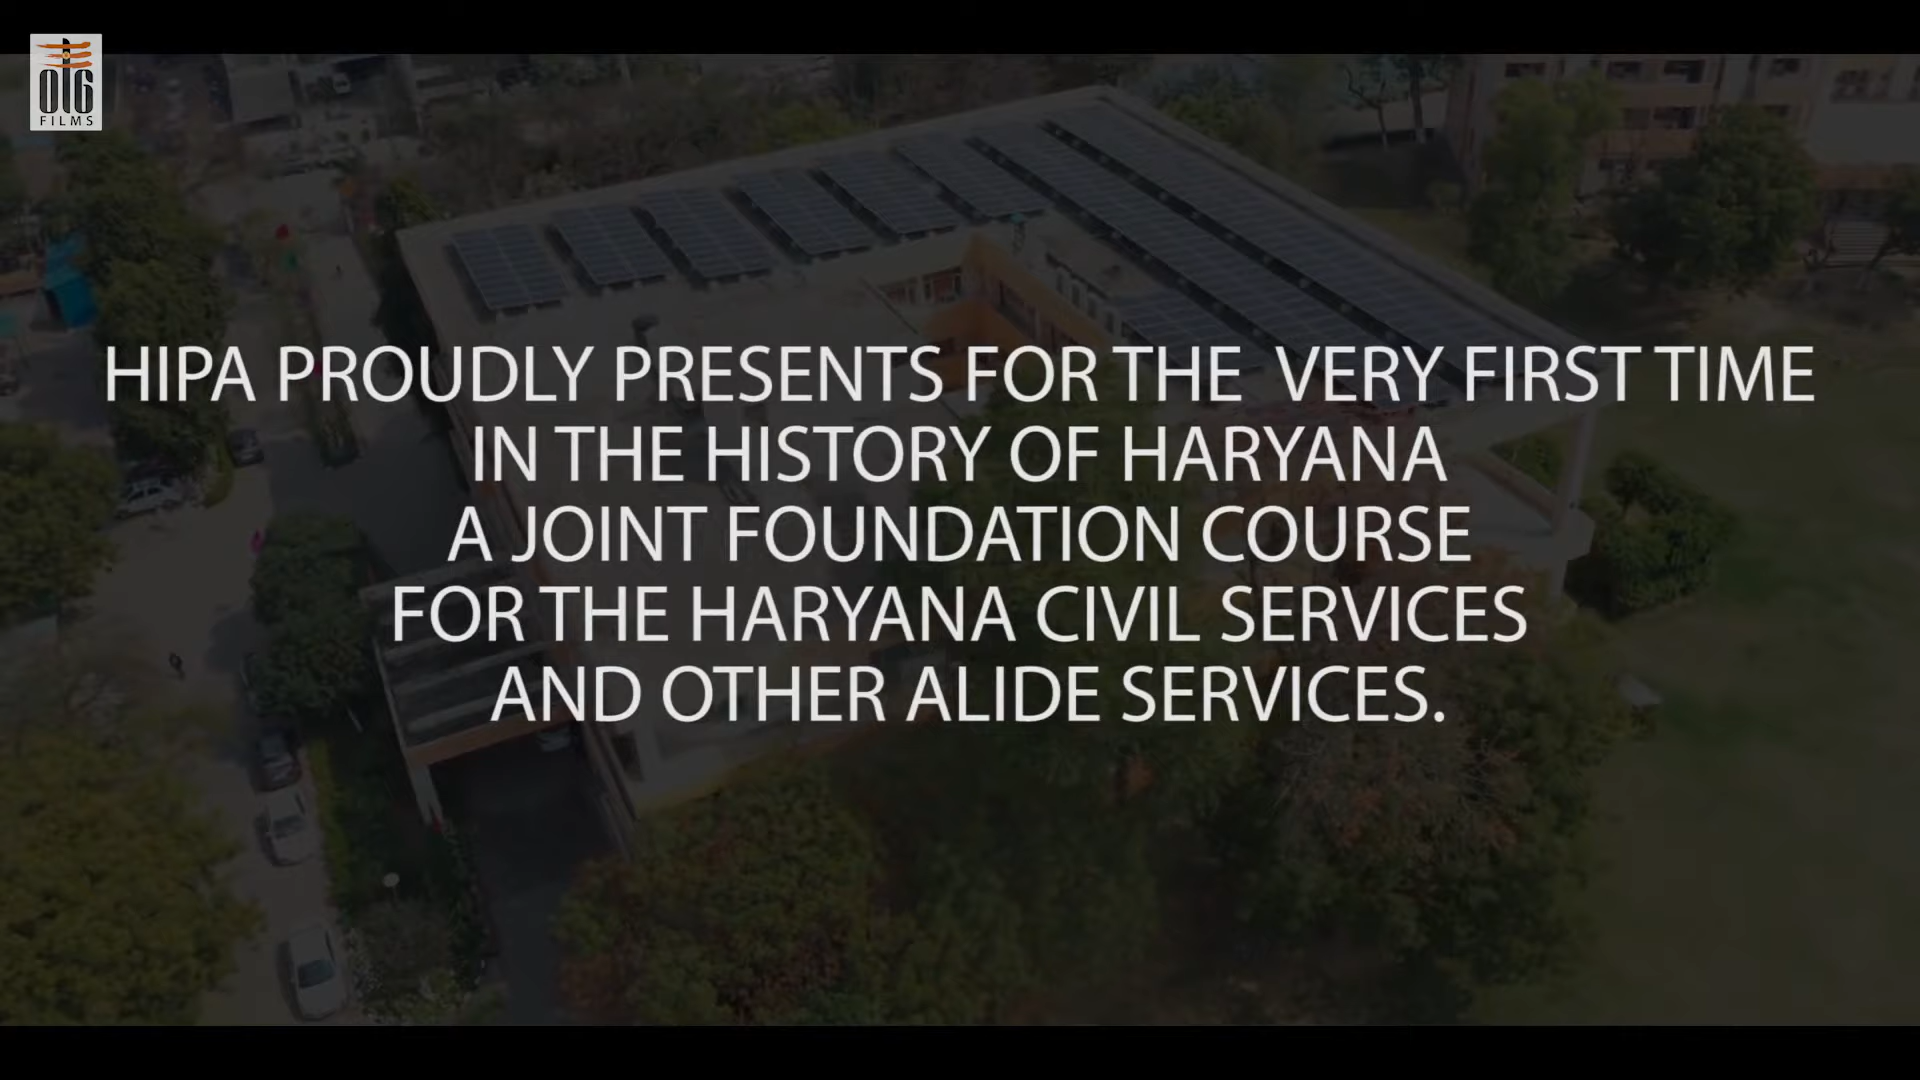 OTG
FILMS
HIPA PROUDLY PRESENTS FOR THE VERY FIRST TIME
IN THE HISTORY OF HARYANA
A JOINT FOUNDATION COURSE
FOR THE HARYANA CIVIL SERVICES
AND OTHER ALIDE SERVICES.